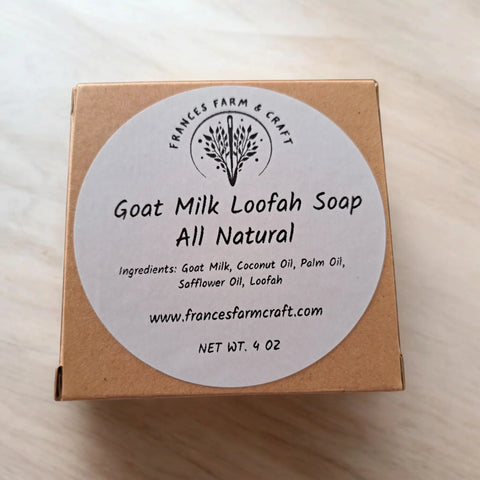 FRANCES FARM & CRAFT
Goat Milk Loofah Soap
All Natural
Ingredients: Goat Milk, Coconut Oil, Palm Oil,
Safflower Oil, Loofah
www.francesfarmcraft.com
NET WT. 4 OZ